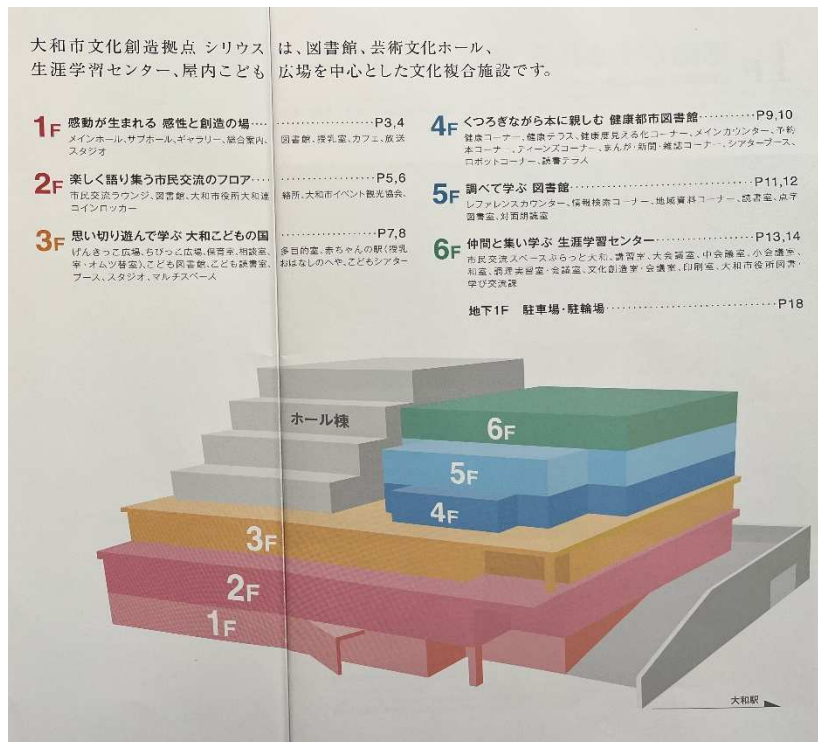 大和市文化創造拠点 シリウス は、図書館、芸術文化ホール、
生涯学習センター、屋内こども 広場を中心とした文化複合施設です。
1F 感動が生まれる 感性と創造の場…………………P3,4
メインホール、サブホール、ギャラリー、総合案内、図書館、授乳室、カフェ、放送
スタジオ
2F 楽しく語り集う市民交流のフロア…………………P5,6
市民交流ラウンジ、図書館、大和市役所大和連絡所、大和市イベント観光協会、
コインロッカー
3F 思い切り遊んで学ぶ 大和こどもの国…………………P7,8
げんきっこ広場、ちびっこ広場、保育室、相談室、多目的室、赤ちゃんの駅（授乳
室・オムツ替室）、こども図書館、こども読書室、おはなしのへや、こどもシアター
ブース、スタジオ、マルチスペース
4F くつろぎながら本に親しむ 健康都市図書館…………P9,10
健康コーナー、健康テラス、健康度見える化コーナー、メインカウンター、予約
本コーナー、ティーンズコーナー、まんが・新聞・雑誌コーナー、シアターブース、
ロボットコーナー、読書テラス
5F 調べて学ぶ 図書館…………………P11,12
レファレンスカウンター、情報検索コーナー、地域資料コーナー、読書室、点字
図書室、対面朗読室
6F 仲間と集い学ぶ 生涯学習センター…………………P13,14
市民交流スペースぷらっと大和、講習室、大会議室、中会議室、小会議室、
和室、調理実習室・会議室、文化創造室・会議室、印刷室、大和市役所図書・
学び交流課
地下1F 駐車場・駐輪場…………………P18
ホール棟
6F
5F
4F
3F
2F
1F
大和駅